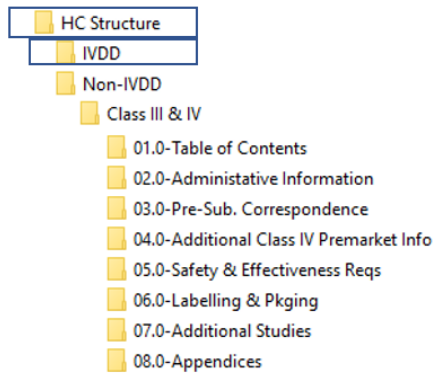 HC Structure
IVDD
Non-IVDD
Class III & IV
01.0-Table of Contents
02.0-Administative Information
03.0-Pre-Sub. Correspondence
04.0-Additional Class IV Premarket Info
05.0-Safety & Effectiveness Reqs
06.0-Labelling & Pkging
07.0-Additional Studies
08.0-Appendices